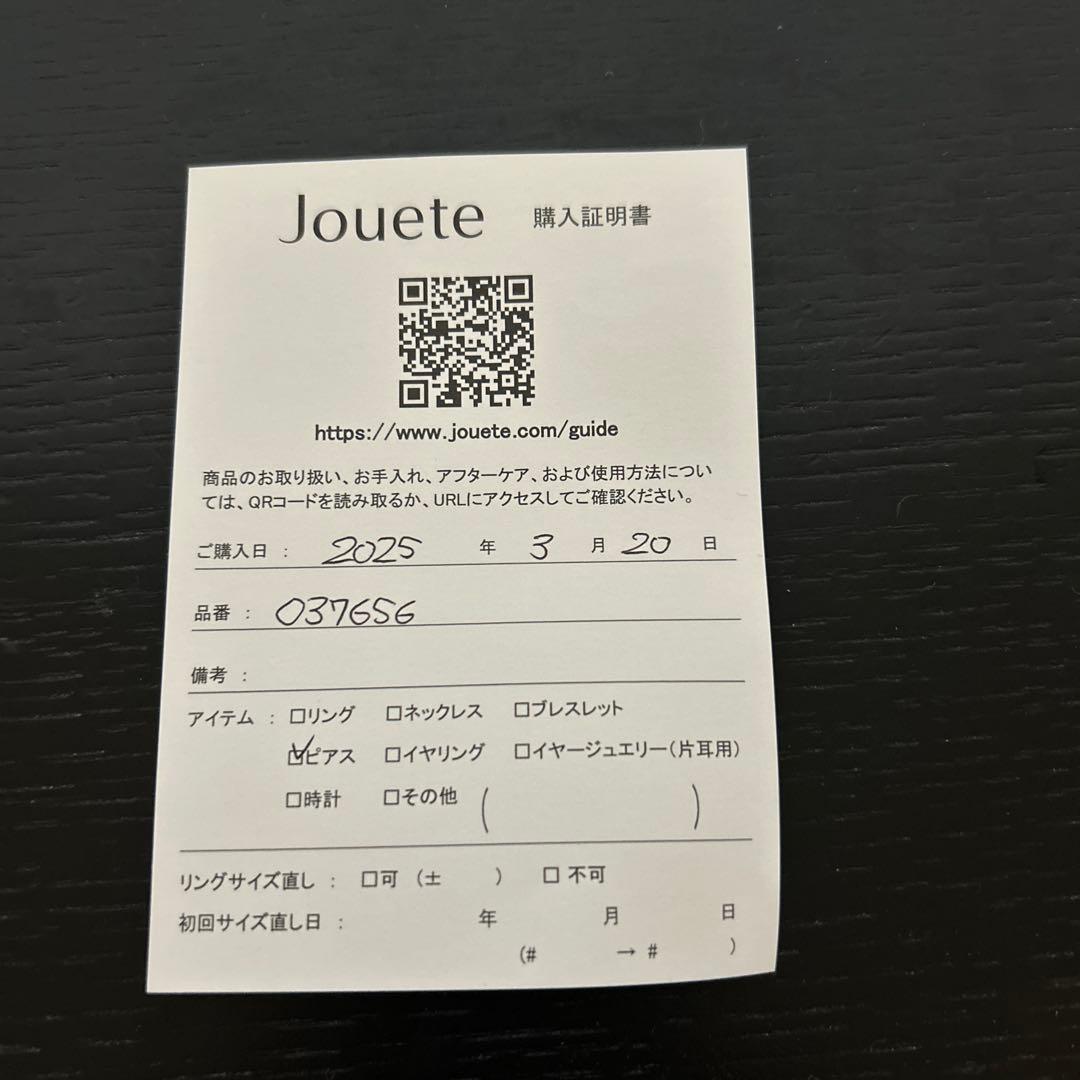 Jouete 購入証明書
https://www.jouete.com/guide
商品のお取り扱い、お手入れ、アフターケア、および使用方法につい
ては、QRコードを読み取るか、URLにアクセスしてご確認ください。
ご購入日 : 2025 年 3 月 20 日
品番 : 037656
備考 :
アイテム : □リング □ネックレス □ブレスレット
☑ピアス □イヤリング □イヤージュエリー(片耳用)
□時計 □その他 ( )
リングサイズ直し : □可 (± ) □ 不可
初回サイズ直し日 : 年 月 日
(# → # )